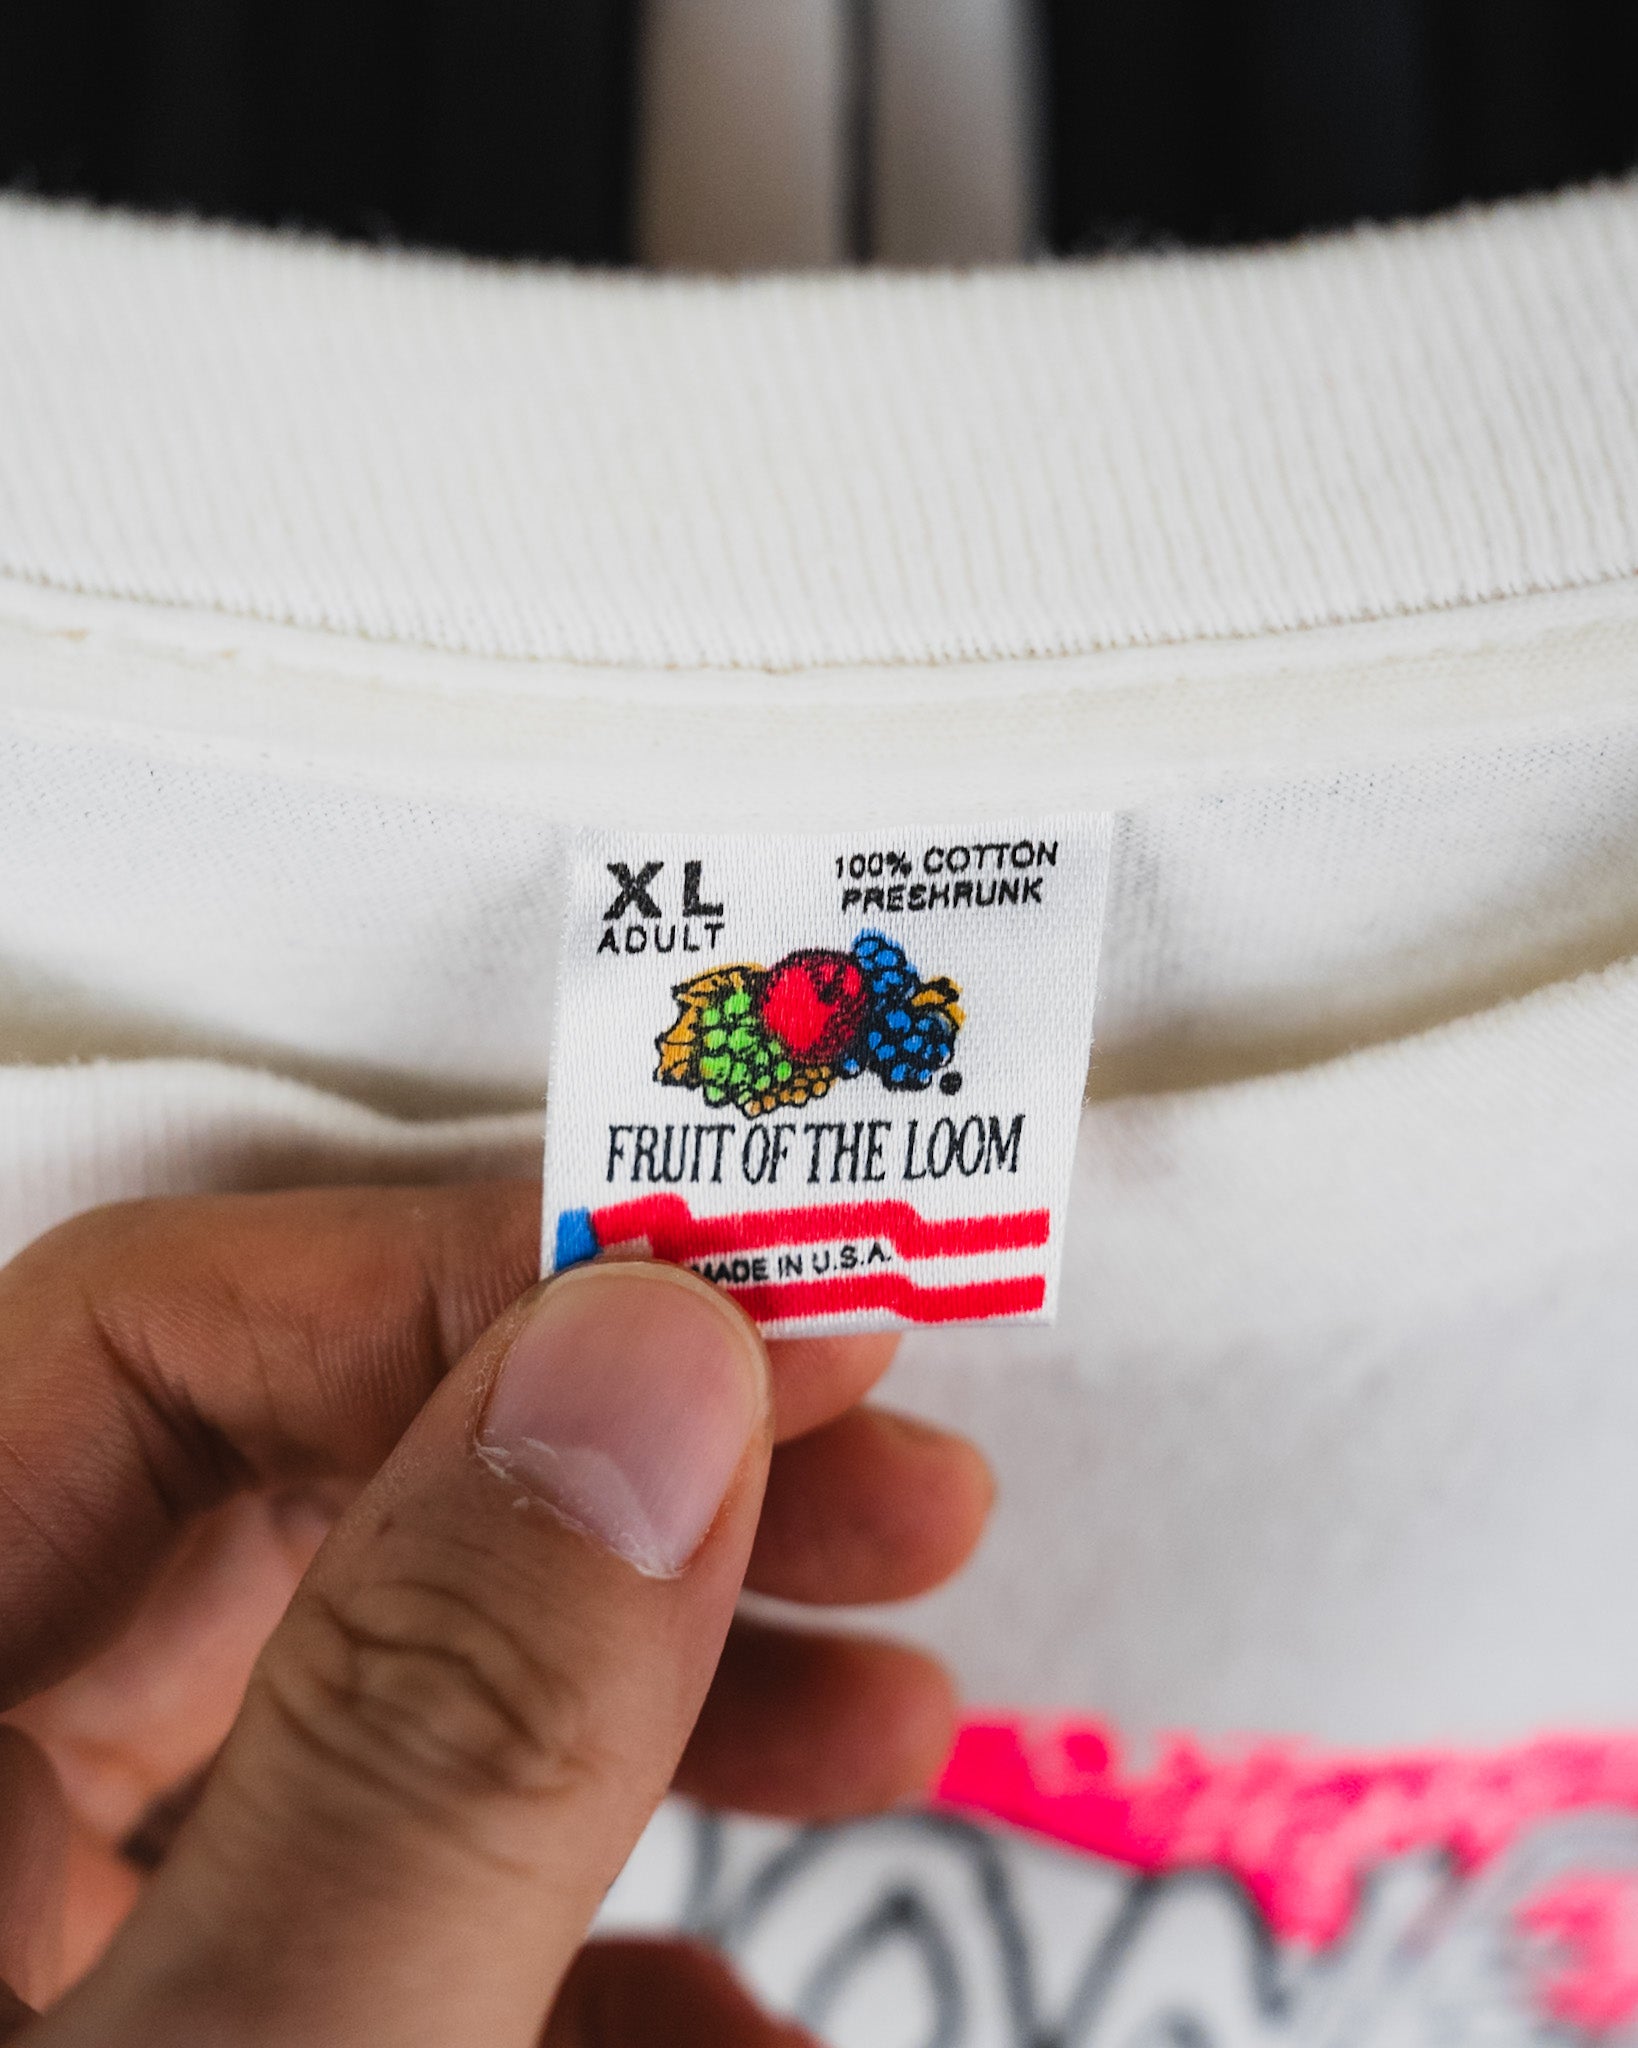 XL
ADULT
100% COTTON
PRESHRUNK
FRUIT OF THE LOOM
MADE IN U.S.A.